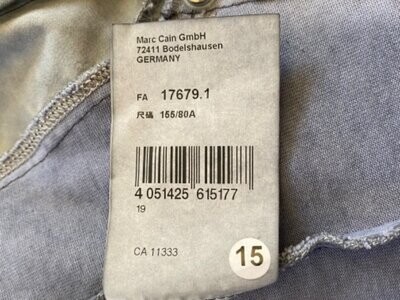 Marc Cain GmbH
72411 Bodelshausen
GERMANY
FA 17679.1
尺碼 155/80A
4 051425 615177
19
CA 11333
15